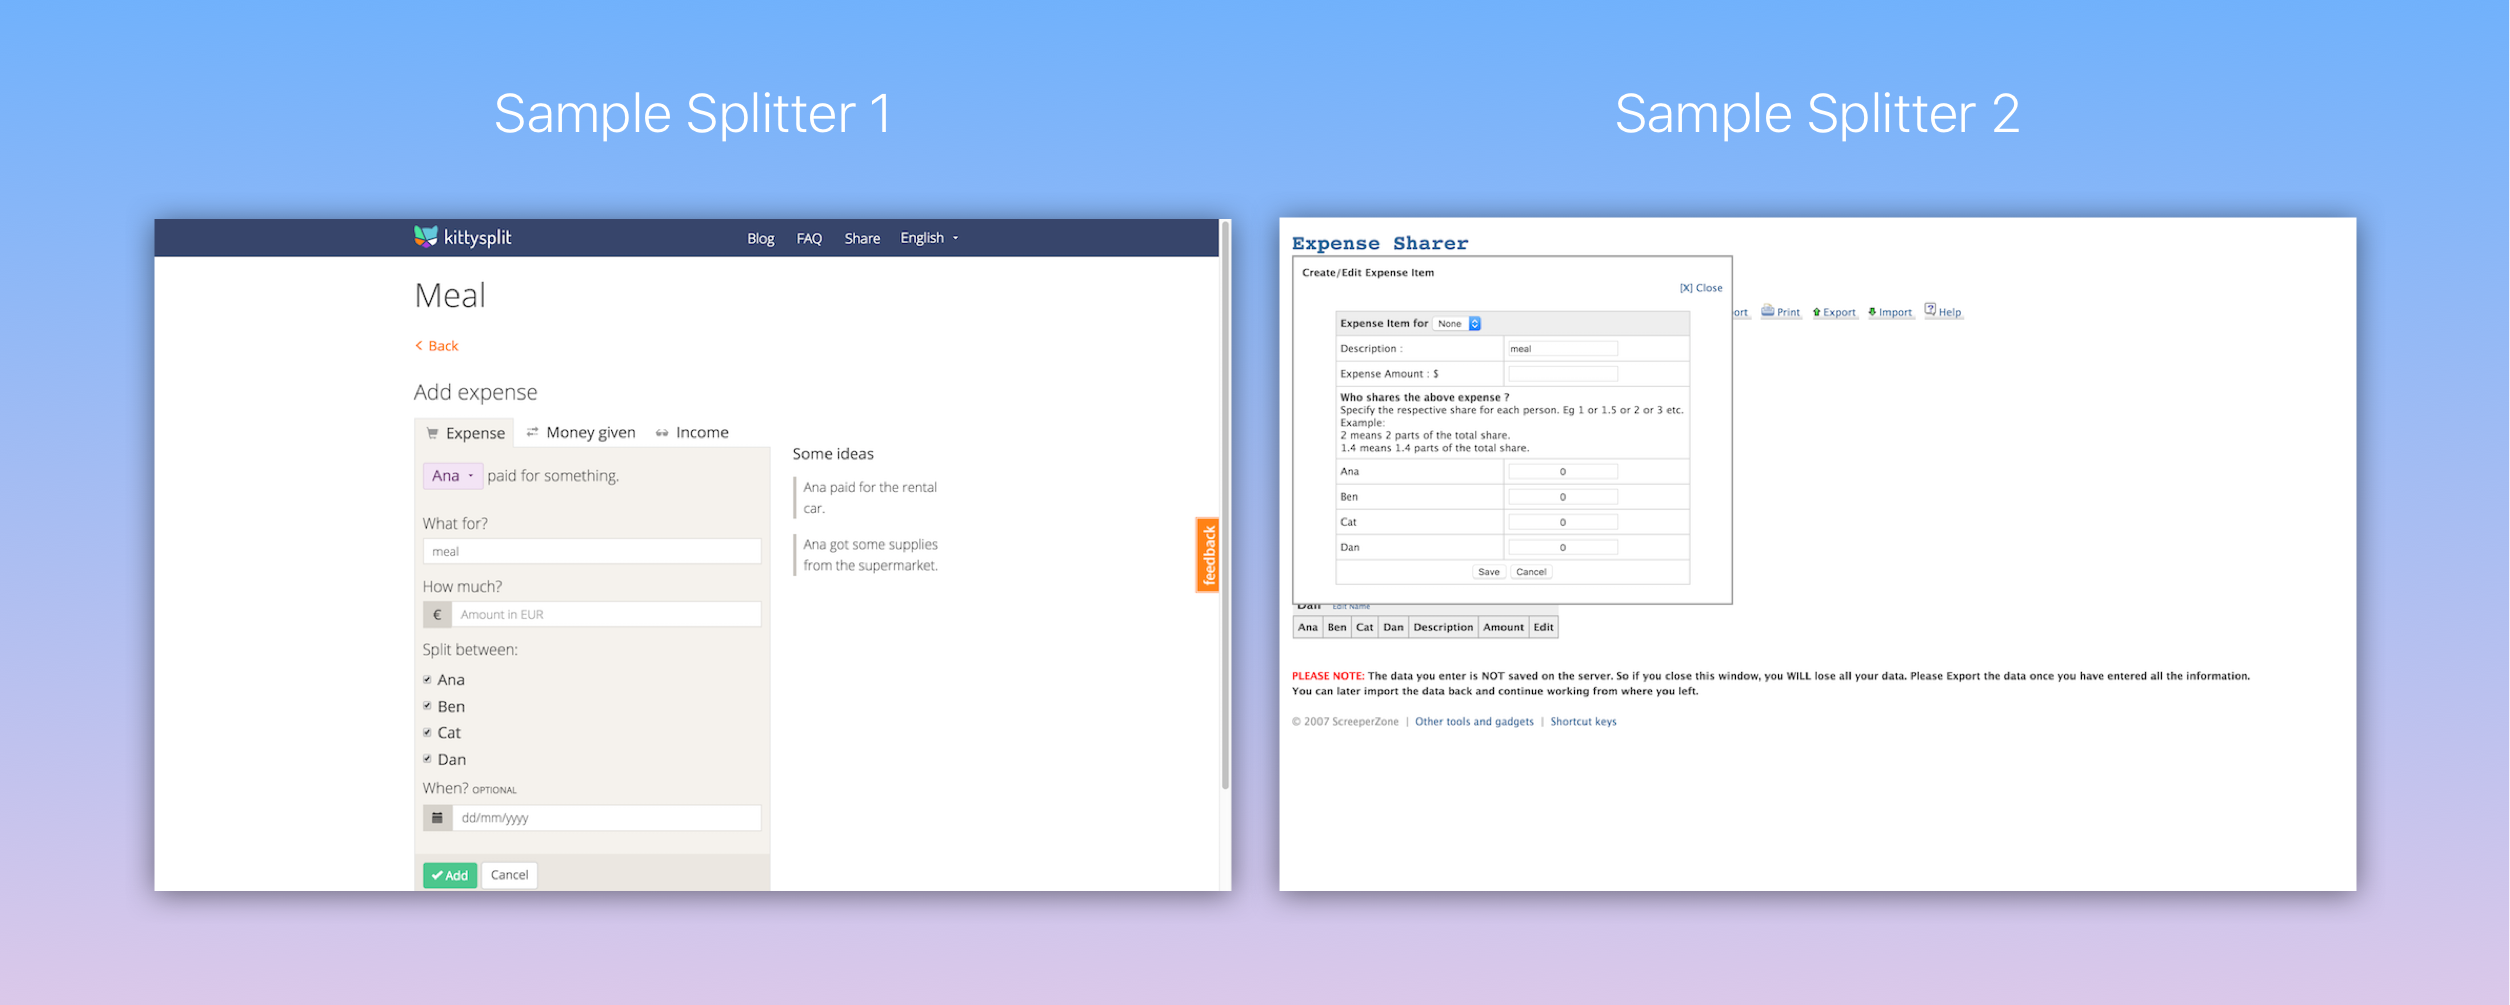 Sample Splitter 1
kittysplit
Blog FAQ Share English
Meal
< Back
Add expense
Expense Money given Income
Ana paid for something.
What for?
meal
How much?
€ Amount in EUR
Split between:
Ana
Ben
Cat
Dan
When? OPTIONAL
dd/mm/yyyy
Add Cancel
Some ideas
Ana paid for the rental
car.
Ana got some supplies
from the supermarket.
feedback
Sample Splitter 2
Expense Sharer
Create/Edit Expense Item
[X] Close
ort Print Export Import Help
Expense Item for None
Description : meal
Expense Amount : $
Who shares the above expense ?
Specify the respective share for each person. Eg 1 or 1.5 or 2 or 3 etc.
Example:
2 means 2 parts of the total share.
1.4 means 1.4 parts of the total share.
Ana 0
Ben 0
Cat 0
Dan 0
Save Cancel
Dan Edit Name
Ana Ben Cat Dan Description Amount Edit
PLEASE NOTE: The data you enter is NOT saved on the server. So if you close this window, you WILL lose all your data. Please Export the data once you have entered all the information.
You can later import the data back and continue working from where you left.
© 2007 ScreeperZone | Other tools and gadgets | Shortcut keys